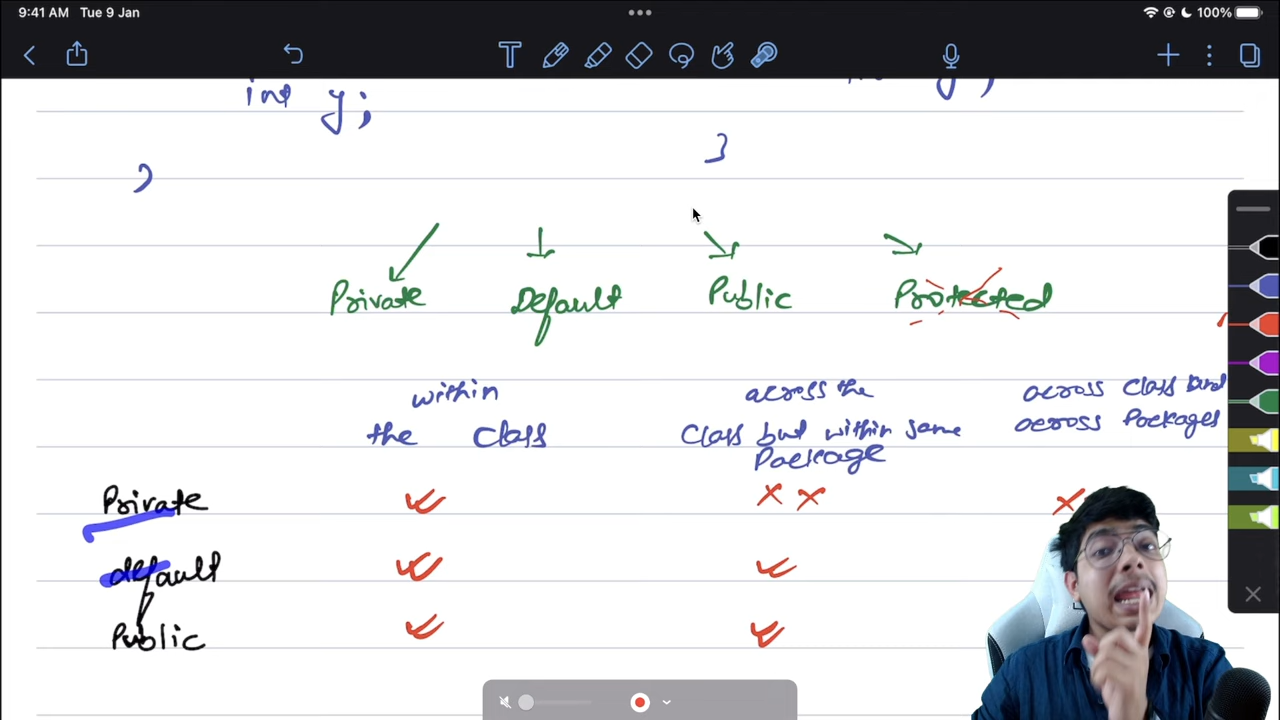 9:41 AM Tue 9 Jan
100%
int y;
y;
}
Private Default Public Protected
within
the class
across the
class but within same
Package
across class and
across Packages
Private
default
Public